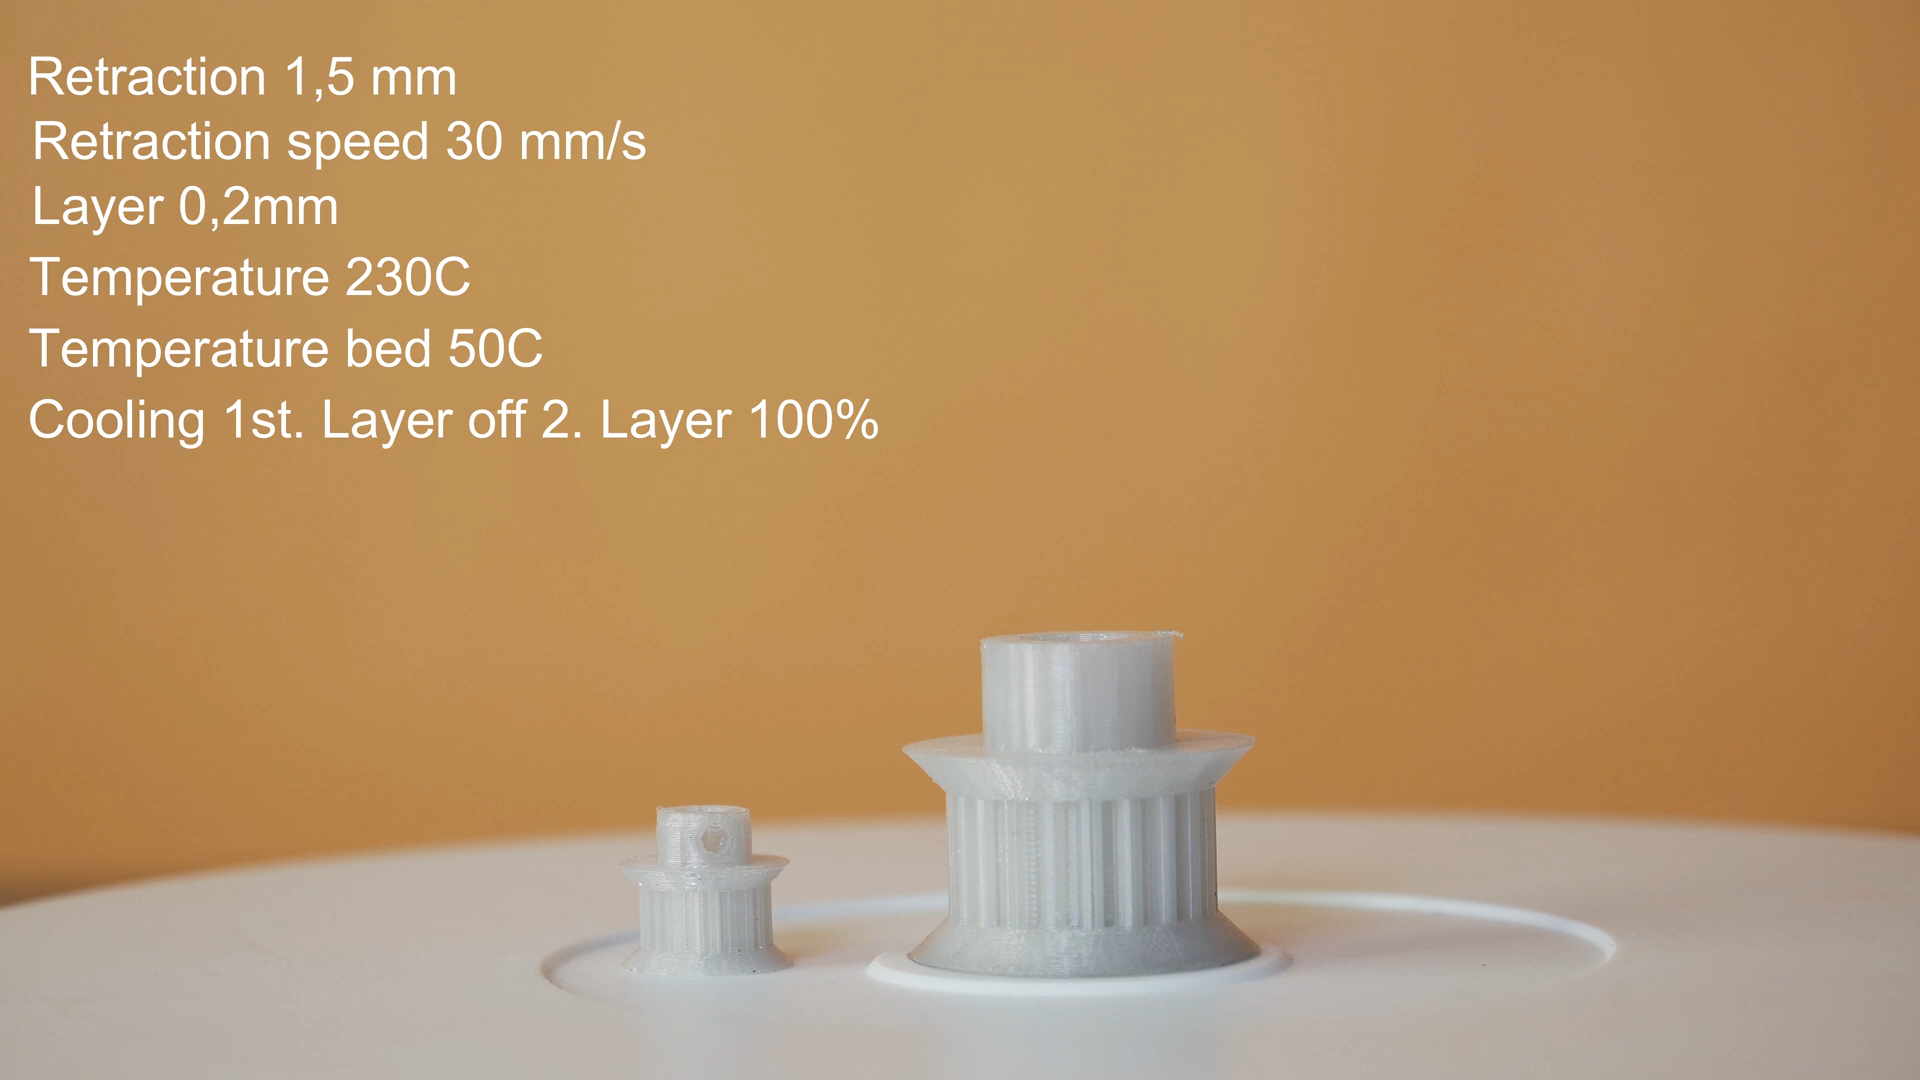 Retraction 1,5 mm
Retraction speed 30 mm/s
Layer 0,2mm
Temperature 230C
Temperature bed 50C
Cooling 1st. Layer off 2. Layer 100%